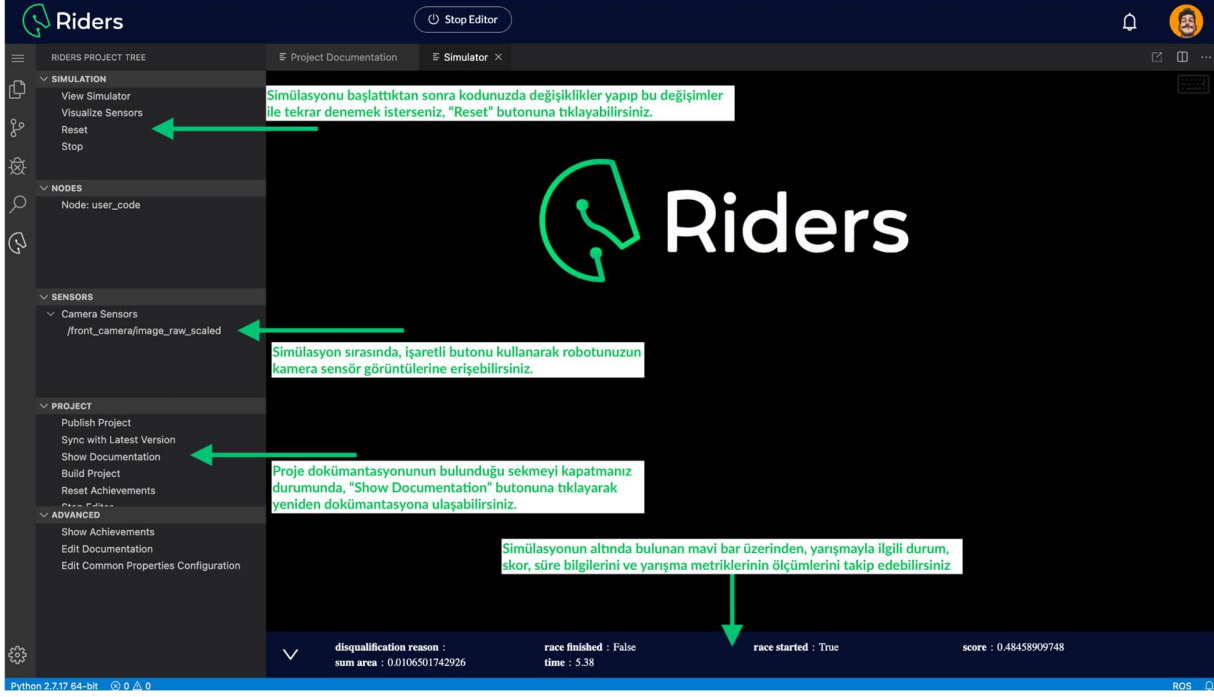 Riders
Stop Editor
RIDERS PROJECT TREE
Project Documentation
Simulator
SIMULATION
View Simulator
Visualize Sensors
Reset
Stop
Simülasyonu başlattıktan sonra kodunuzda değişiklikler yapıp bu değişimler
ile tekrar denemek isterseniz, “Reset” butonuna tıklayabilirsiniz.
NODES
Node: user_code
Riders
SENSORS
Camera Sensors
/front_camera/image_raw_scaled
Simülasyon sırasında, işaretli butonu kullanarak robotunuzun
kamera sensör görüntülerine erişebilirsiniz.
PROJECT
Publish Project
Sync with Latest Version
Show Documentation
Build Project
Reset Achievements
Stop Editor
Proje dokümantasyonunun bulunduğu sekmeyi kapatmanız
durumunda, “Show Documentation” butonuna tıklayarak
yeniden dokümantasyona ulaşabilirsiniz.
ADVANCED
Show Achievements
Edit Documentation
Edit Common Properties Configuration
Simülasyonun altında bulunan mavi bar üzerinden, yarışmayla ilgili durum,
skor, süre bilgilerini ve yarışma metriklerinin ölçümlerini takip edebilirsiniz
disqualification reason : race finished : False race started : True score : 0.48458909748
sum area : 0.0106501742926 time : 5.38
Python 2.7.17 64-bit 0 0 ROS